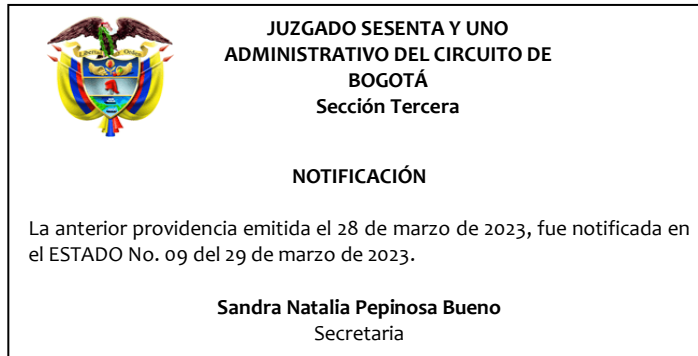 JUZGADO SESENTA Y UNO
ADMINISTRATIVO DEL CIRCUITO DE
BOGOTÁ
Sección Tercera
NOTIFICACIÓN
La anterior providencia emitida el 28 de marzo de 2023, fue notificada en
el ESTADO No. 09 del 29 de marzo de 2023.
Sandra Natalia Pepinosa Bueno
Secretaria